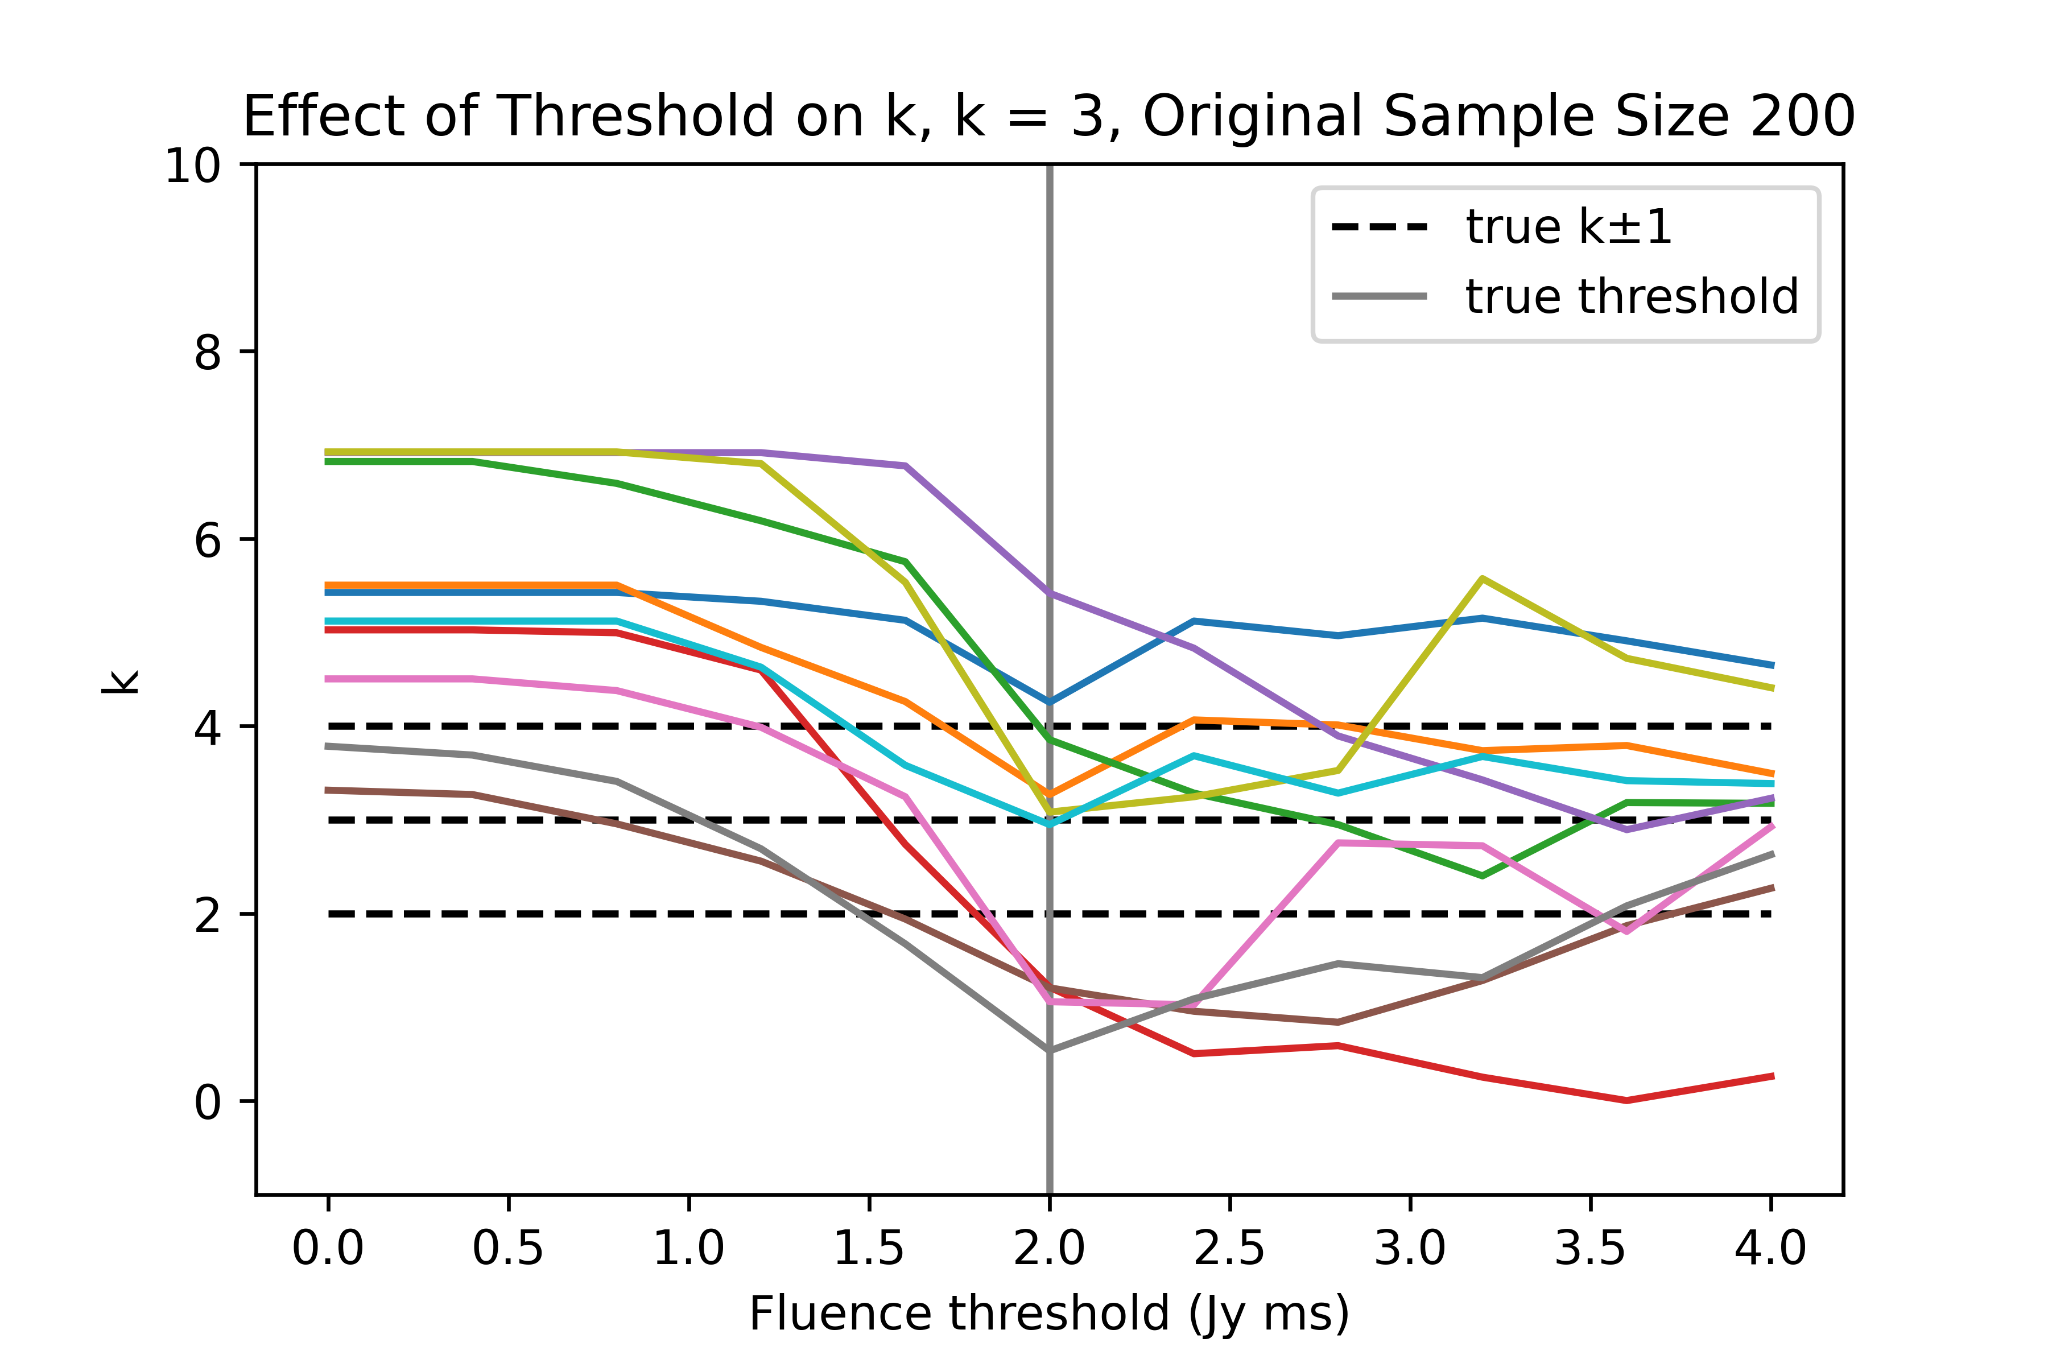 Effect of Threshold on k, k = 3, Original Sample Size 200
true k±1
true threshold
10
8
6
4
2
0
k
0.0 0.5 1.0 1.5 2.0 2.5 3.0 3.5 4.0
Fluence threshold (Jy ms)